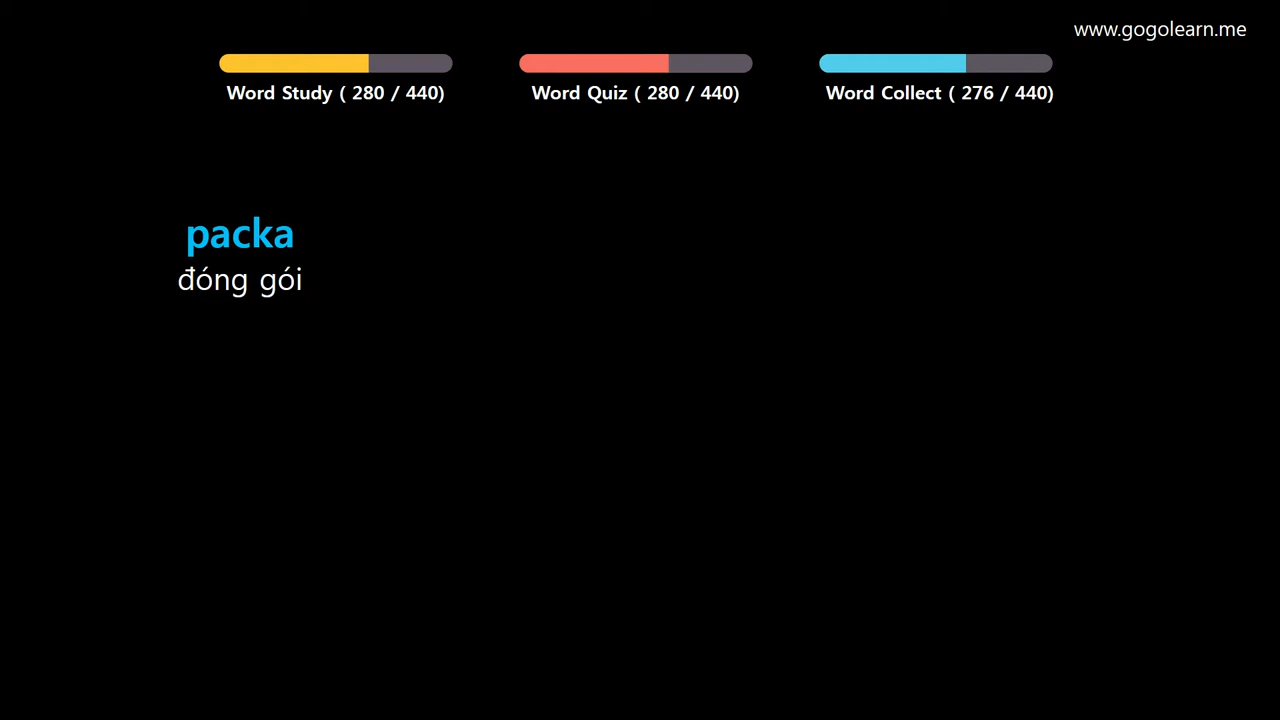 www.gogolearn.me
Word Study ( 280 / 440)
Word Quiz ( 280 / 440)
Word Collect ( 276 / 440)
packa
đóng gói